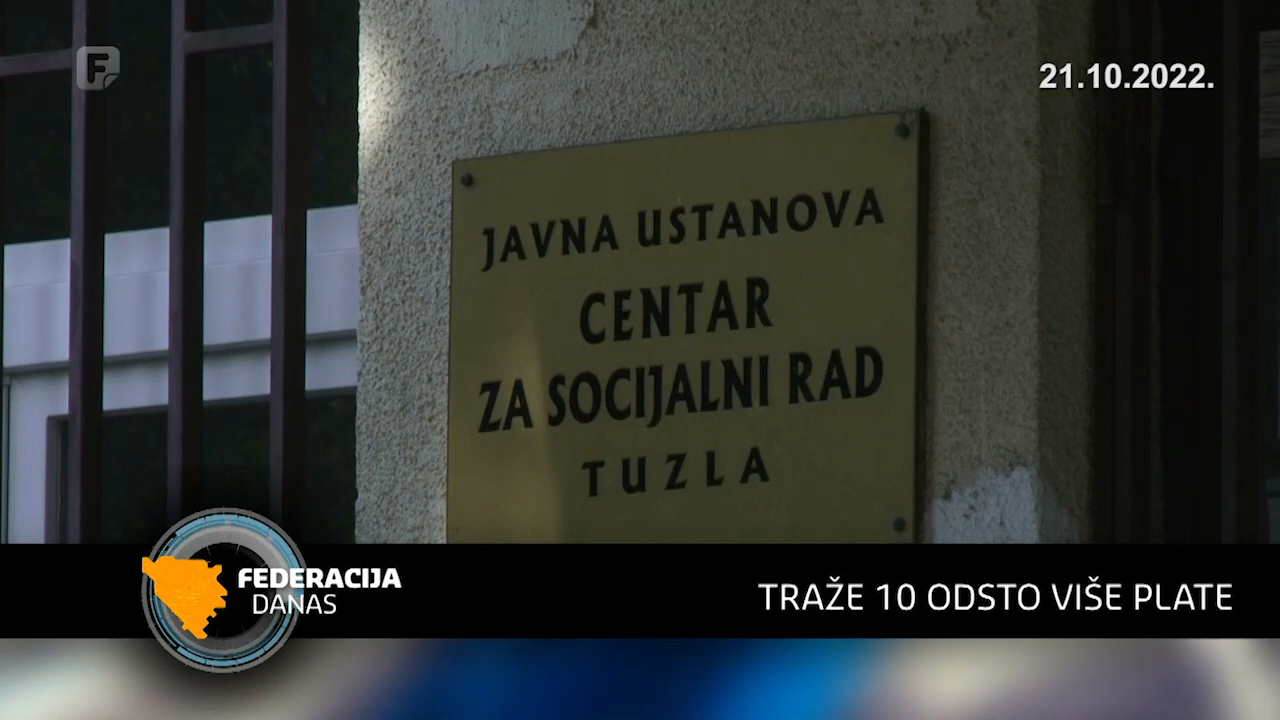 F
21.10.2022.
JAVNA USTANOVA
CENTAR
ZA SOCIJALNI RAD
TUZLA
FEDERACIJA
DANAS
TRAŽE 10 ODSTO VIŠE PLATE